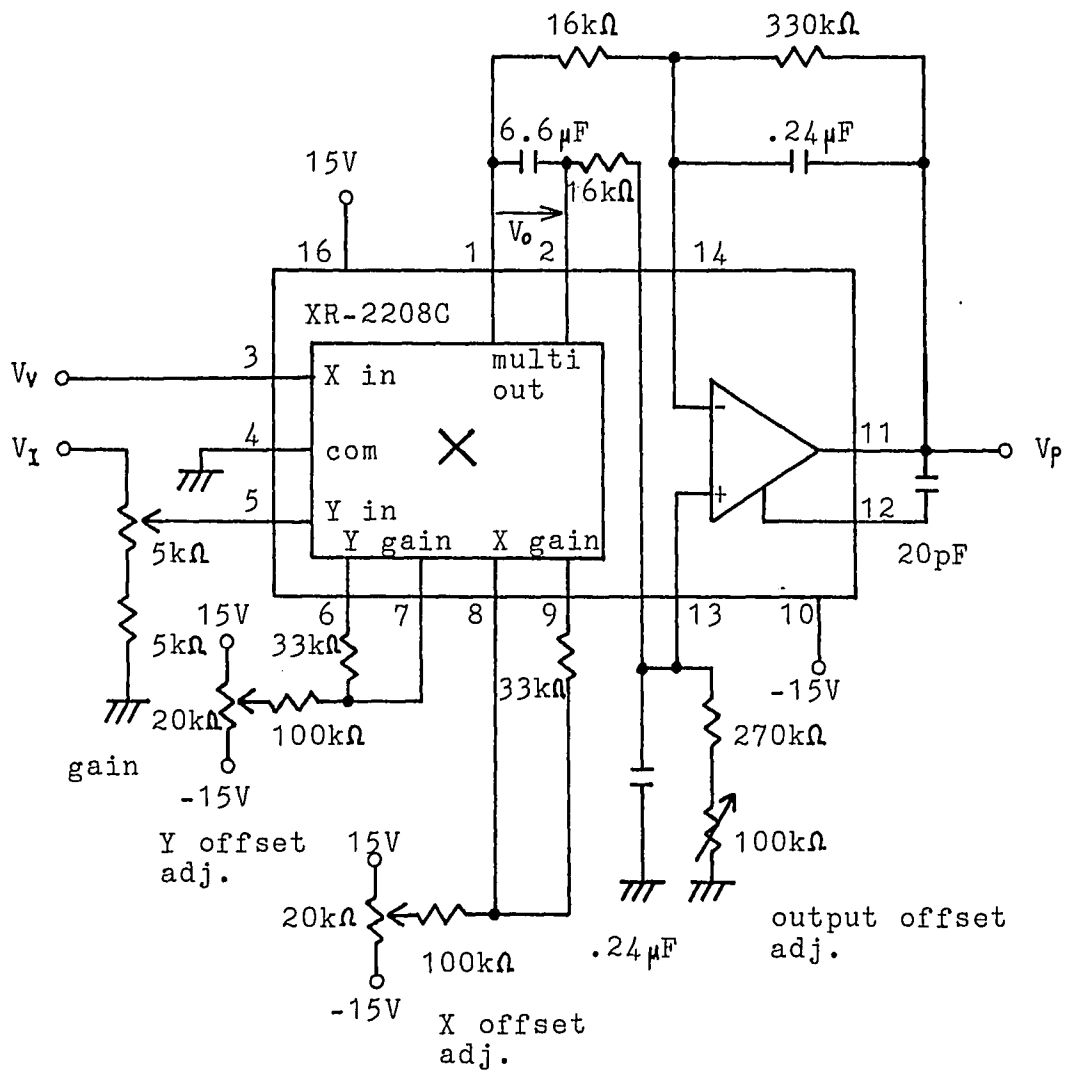 16kΩ
330kΩ
6.6μF
.24μF
15V
16kΩ
V₀
16
1
2
14
XR-2208C
Vv
3
X in
multi
out
VI
4
com
-
11
Vp
5
Y in
+
12
5kΩ
Y gain
X gain
20pF
6
7
8
9
13
10
15V
5kΩ
33kΩ
33kΩ
-15V
20kΩ
100kΩ
270kΩ
gain
-15V
Y offset
adj.
15V
100kΩ
20kΩ
100kΩ
.24μF
output offset
adj.
-15V
X offset
adj.